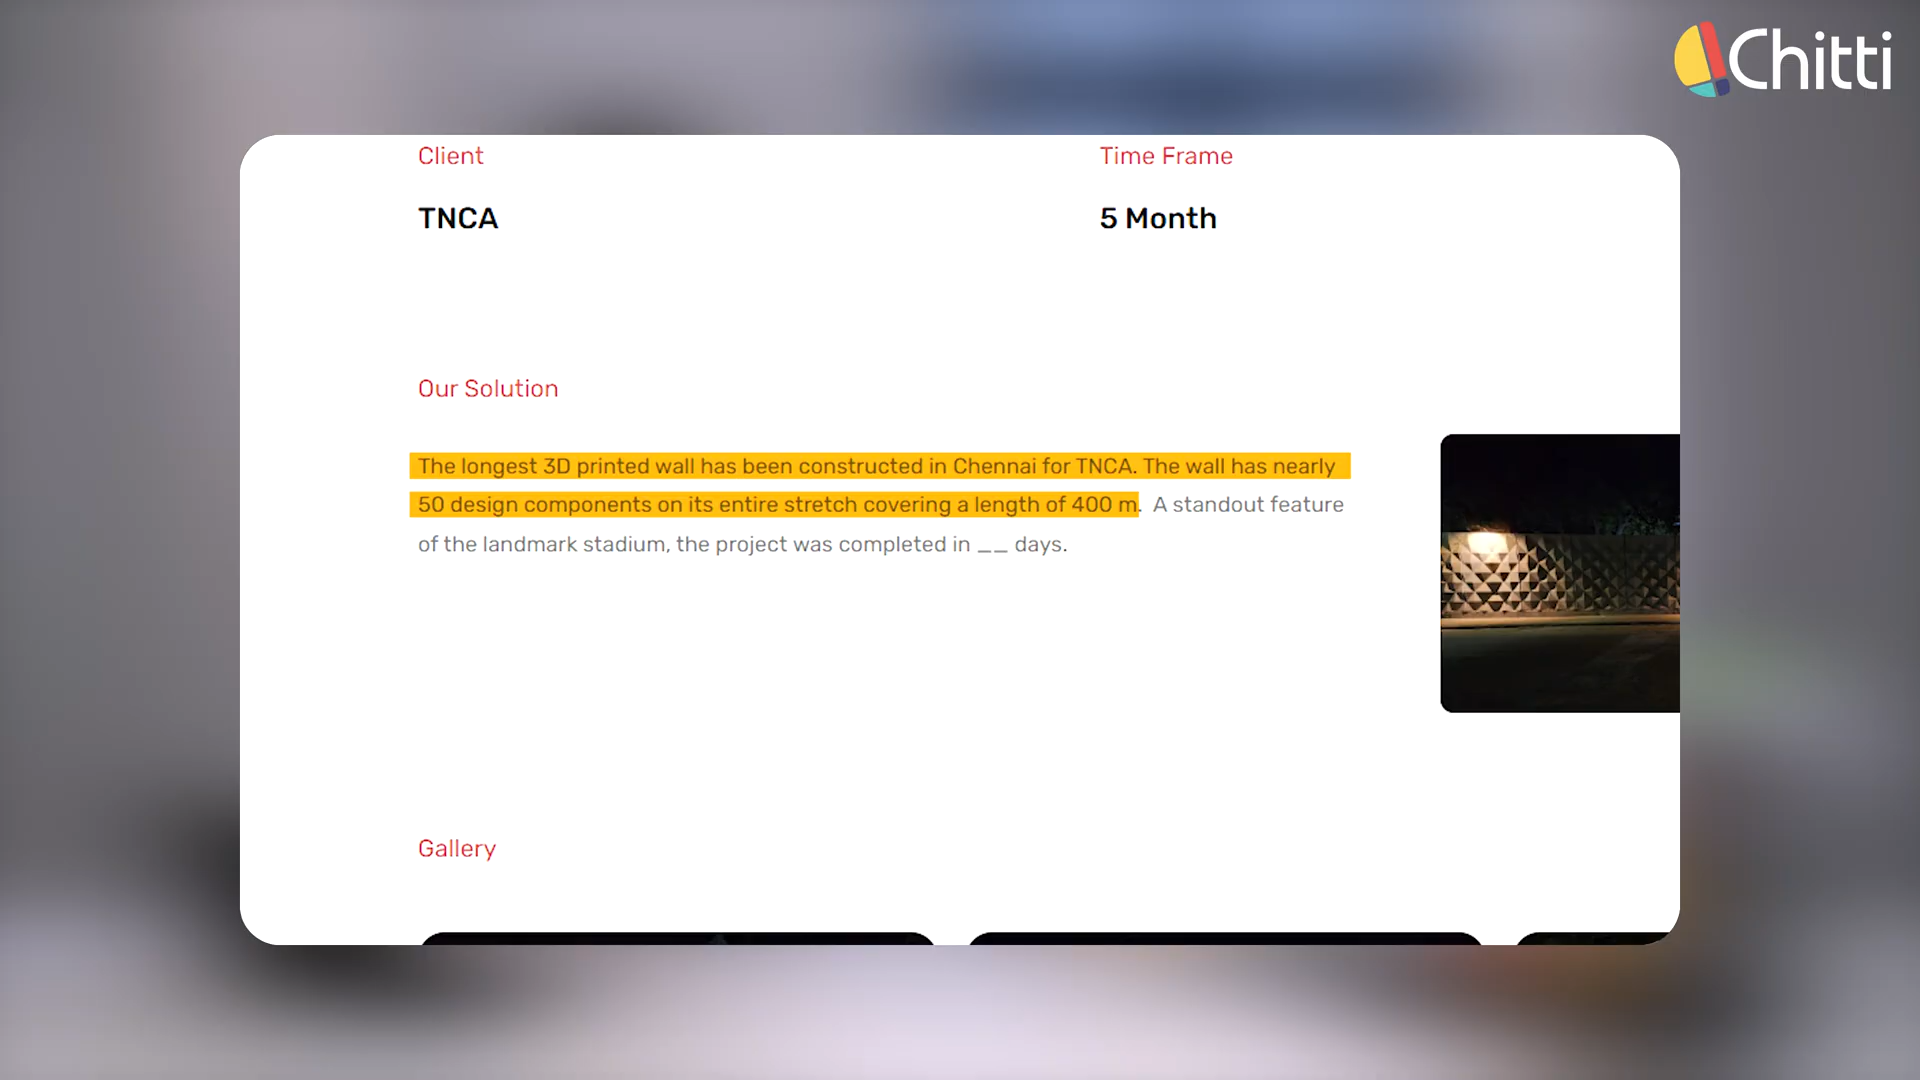 Chitti
Client
Time Frame
TNCA
5 Month
Our Solution
The longest 3D printed wall has been constructed in Chennai for TNCA. The wall has nearly
50 design components on its entire stretch covering a length of 400 m.  A standout feature
of the landmark stadium, the project was completed in __ days.
Gallery